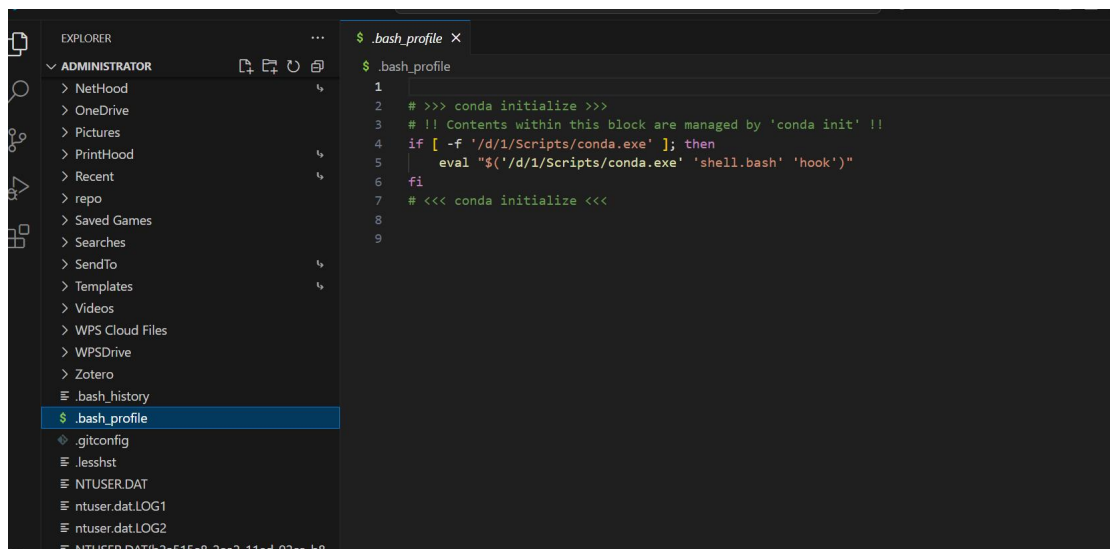 EXPLORER
ADMINISTRATOR
NetHood
OneDrive
Pictures
PrintHood
Recent
repo
Saved Games
Searches
SendTo
Templates
Videos
WPS Cloud Files
WPSDrive
Zotero
.bash_history
$ .bash_profile
.gitconfig
.lesshst
NTUSER.DAT
ntuser.dat.LOG1
ntuser.dat.LOG2
$ .bash_profile
$ .bash_profile
1
2 # >>> conda initialize >>>
3 # !! Contents within this block are managed by 'conda init' !!
4 if [ -f '/d/1/Scripts/conda.exe' ]; then
5 eval "$('/d/1/Scripts/conda.exe' 'shell.bash' 'hook')"
6 fi
7 # <<< conda initialize <<<
8
9